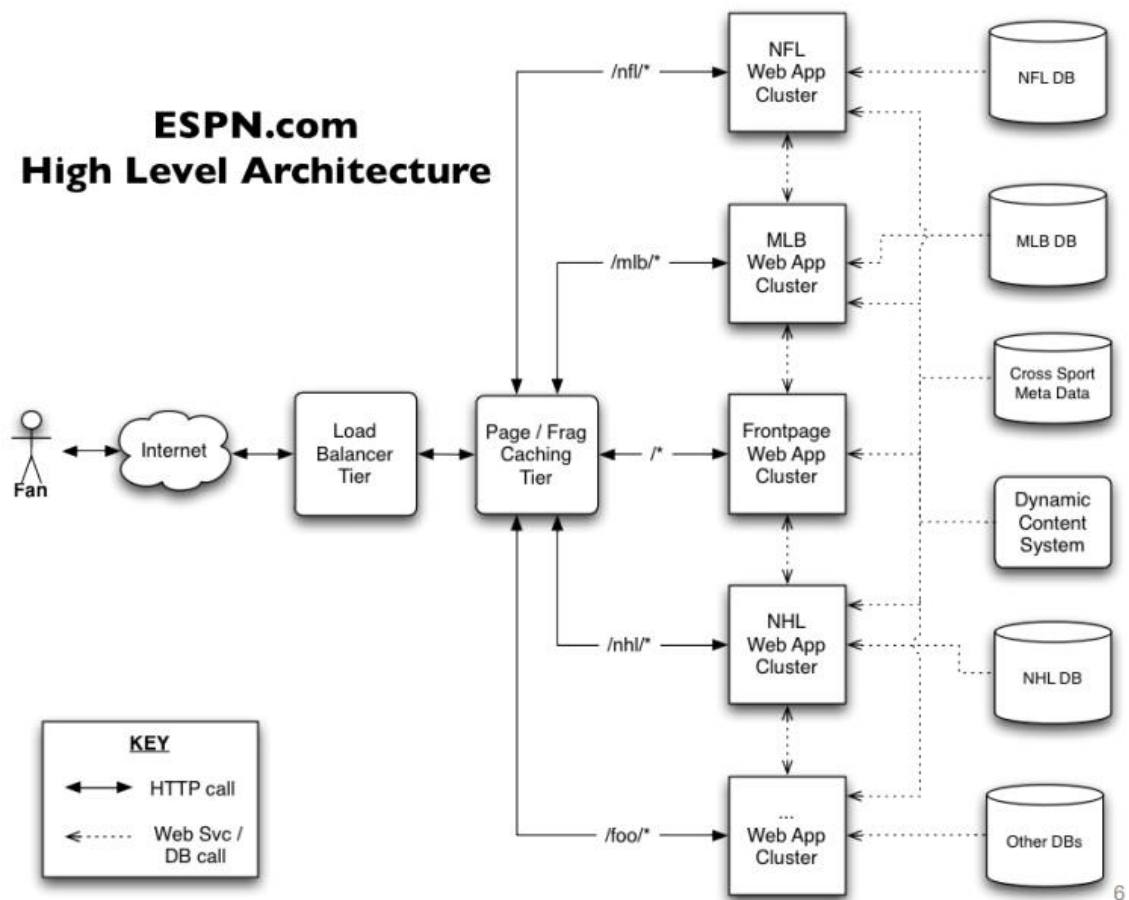 ESPN.com
High Level Architecture
Fan
Internet
Load
Balancer
Tier
Page / Frag
Caching
Tier
/nfl/*
/mlb/*
/*
/nhl/*
/foo/*
NFL
Web App
Cluster
MLB
Web App
Cluster
Frontpage
Web App
Cluster
NHL
Web App
Cluster
...
Web App
Cluster
NFL DB
MLB DB
Cross Sport
Meta Data
Dynamic
Content
System
NHL DB
Other DBs
KEY
HTTP call
Web Svc /
DB call
6